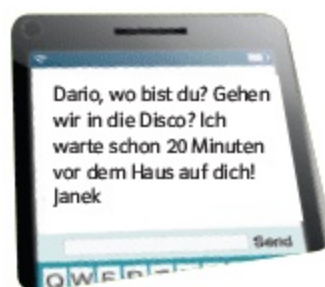 Dario, wo bist du? Gehen
wir in die Disco? Ich
warte schon 20 Minuten
vor dem Haus auf dich!
Janek
Send
Q W E R T